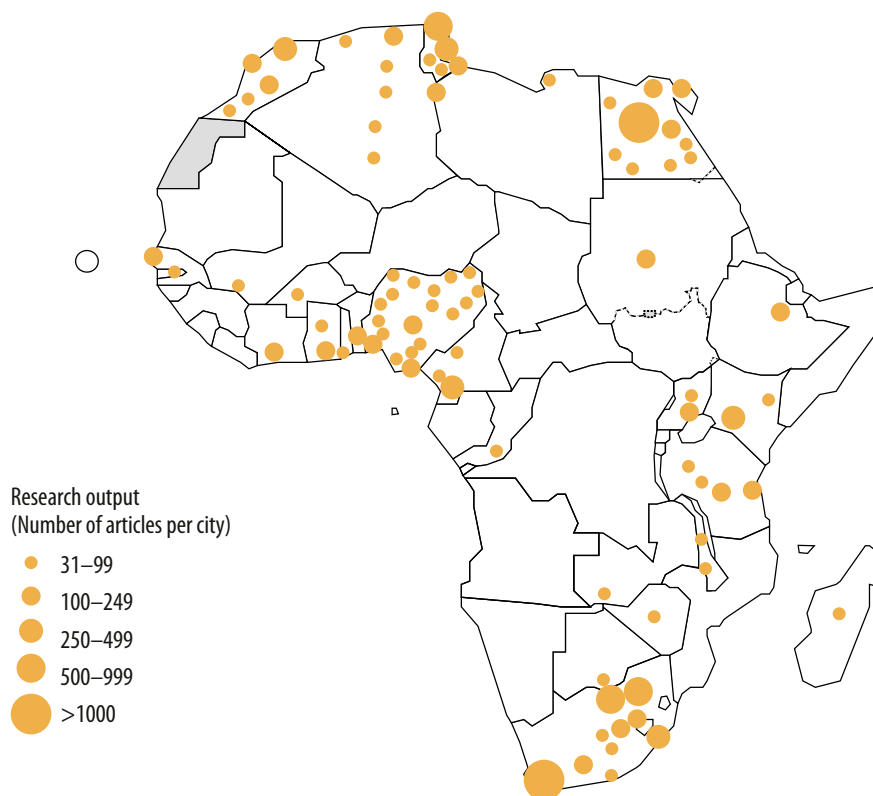 Research output
(Number of articles per city)
31–99
100–249
250–499
500–999
>1000